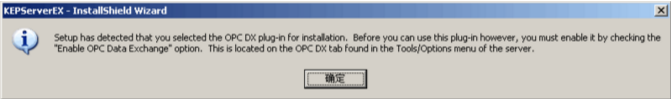 KEPServerEX - InstallShield Wizard
Setup has detected that you selected the OPC DX plug-in for installation. Before you can use this plug-in however, you must enable it by checking the
"Enable OPC Data Exchange" option. This is located on the OPC DX tab found in the Tools/Options menu of the server.
确定